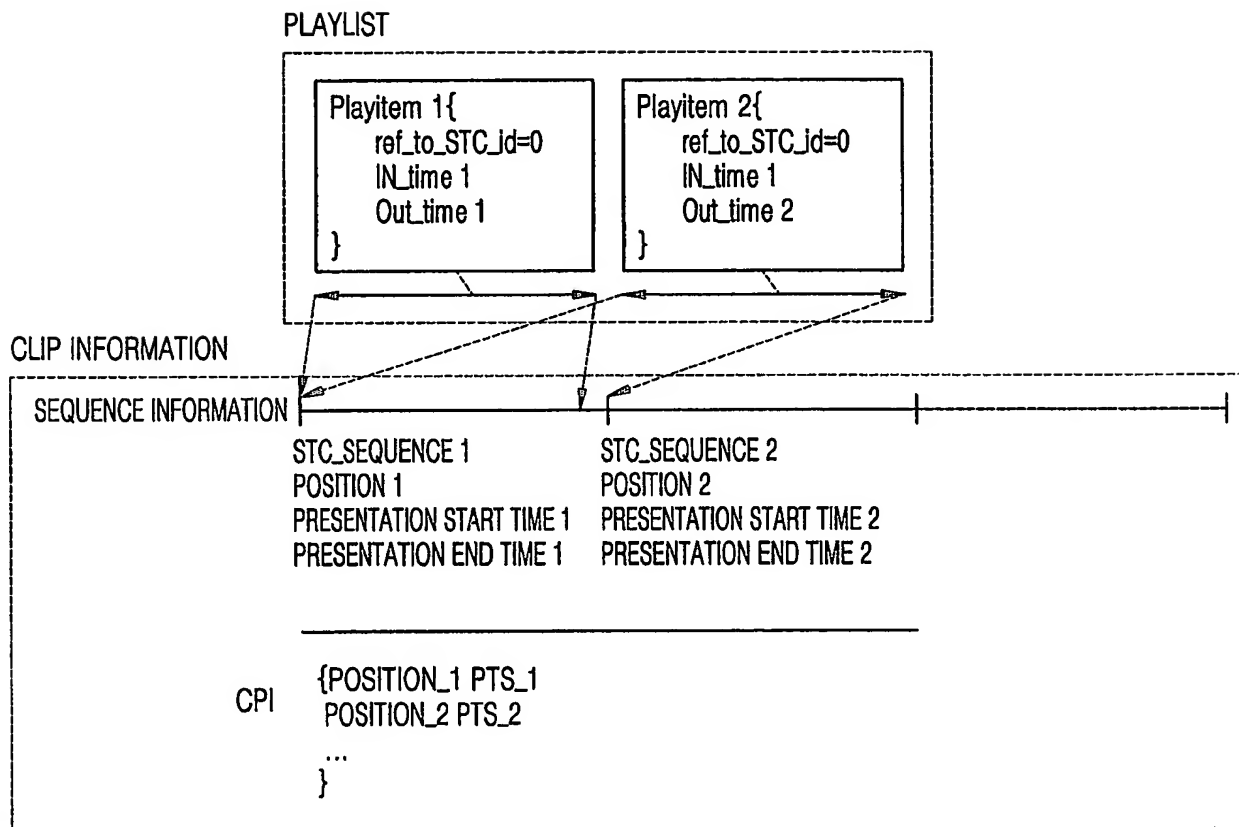 PLAYLIST
Playitem 1{
ref_to_STC_id=0
IN_time 1
Out_time 1
}
Playitem 2{
ref_to_STC_id=0
IN_time 1
Out_time 2
}
CLIP INFORMATION
SEQUENCE INFORMATION
STC_SEQUENCE 1
POSITION 1
PRESENTATION START TIME 1
PRESENTATION END TIME 1
STC_SEQUENCE 2
POSITION 2
PRESENTATION START TIME 2
PRESENTATION END TIME 2
CPI
{POSITION_1 PTS_1
POSITION_2 PTS_2
...
}